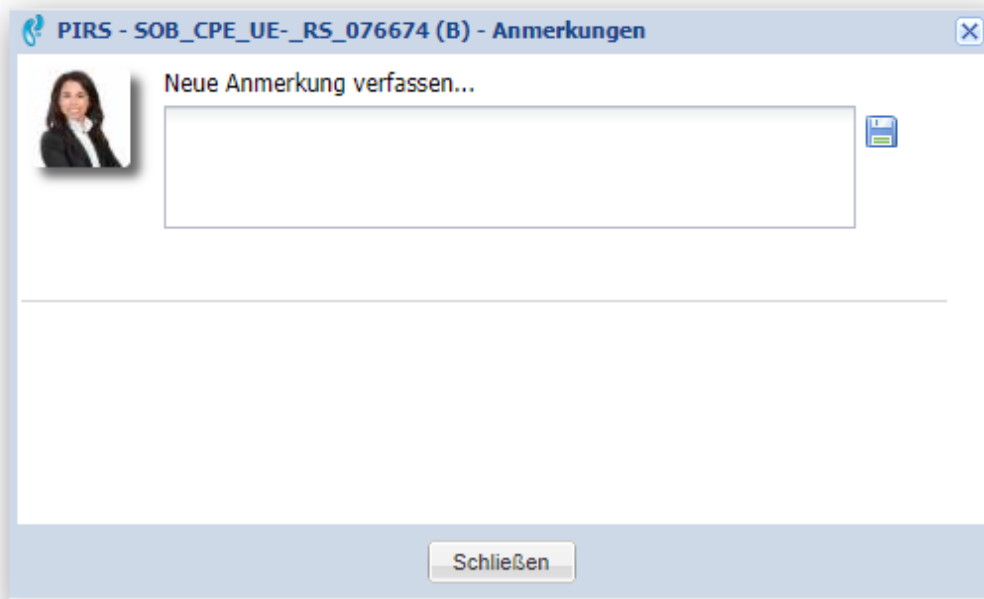 PIRS - SOB_CPE_UE-_RS_076674 (B) - Anmerkungen
Neue Anmerkung verfassen...
Schließen